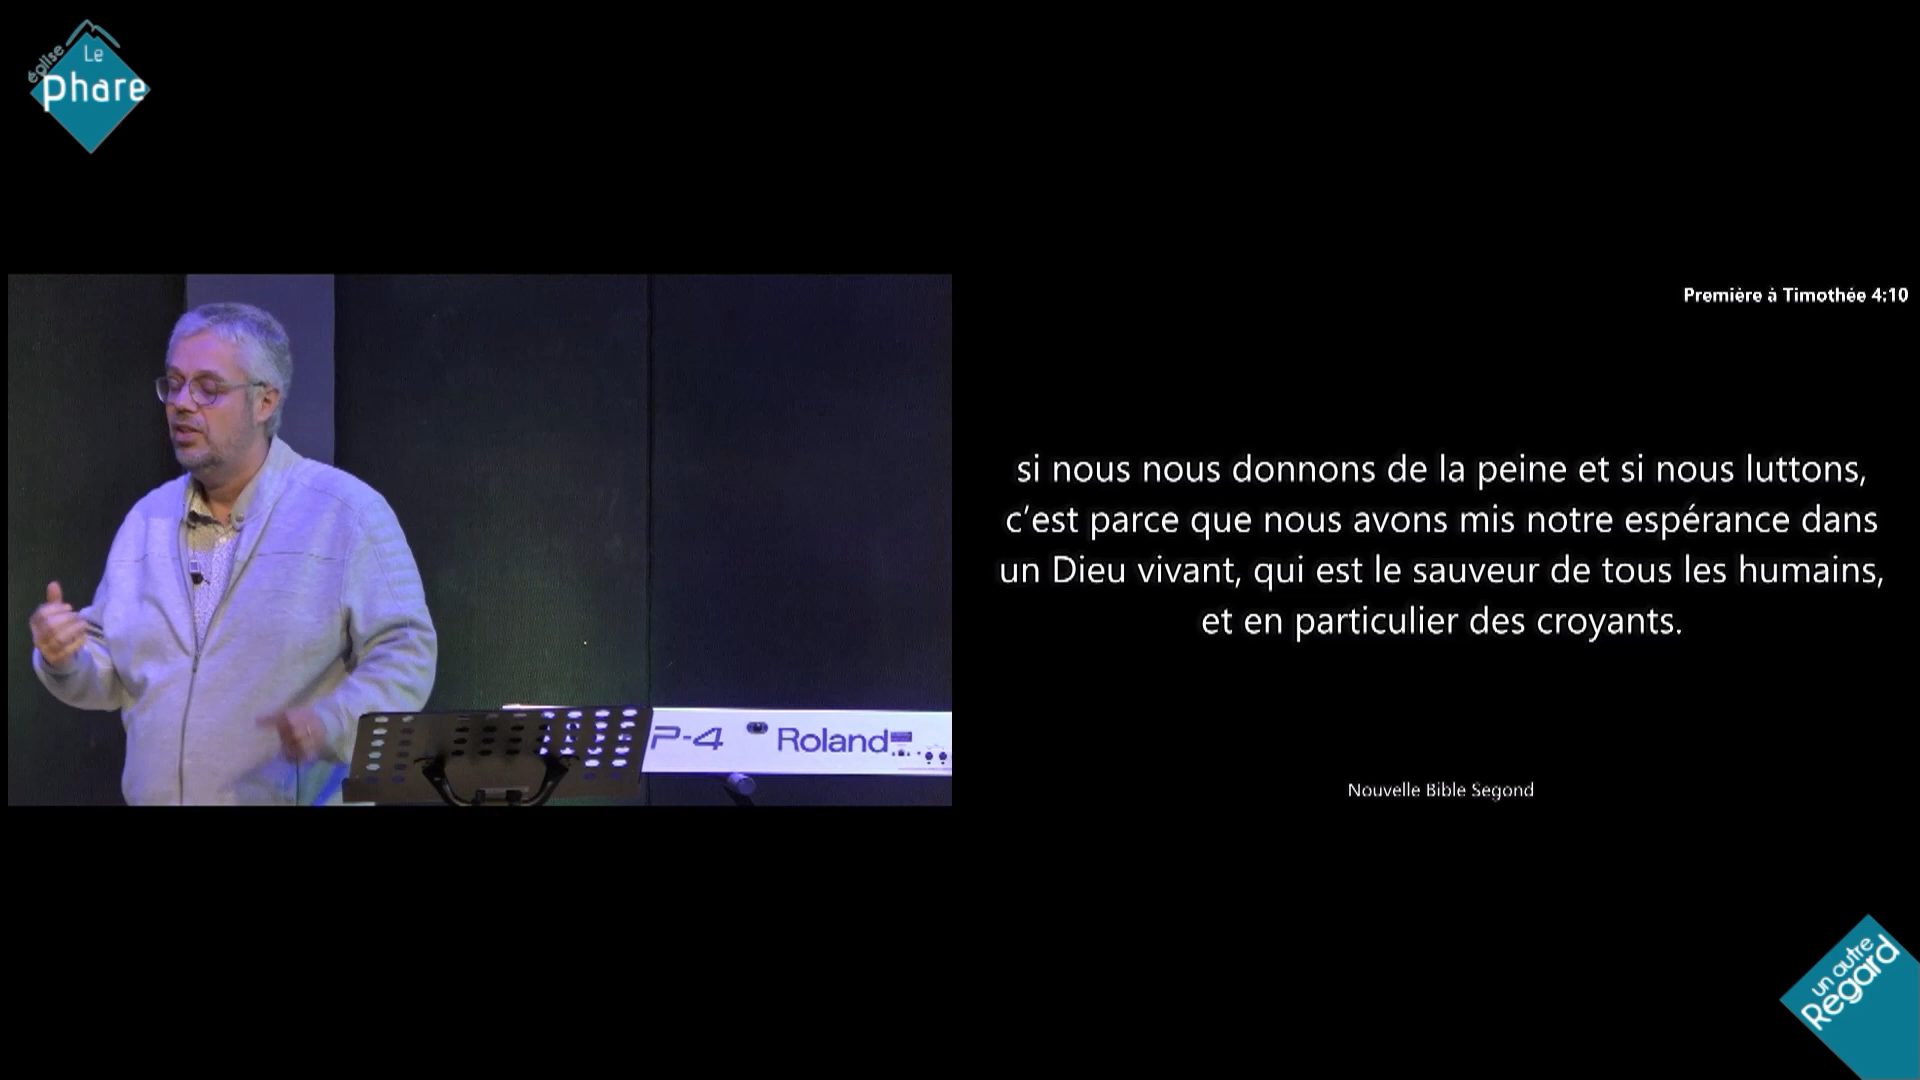 église
Le
phare
Première à Timothée 4:10
si nous nous donnons de la peine et si nous luttons,
c’est parce que nous avons mis notre espérance dans
un Dieu vivant, qui est le sauveur de tous les humains,
et en particulier des croyants.
P-4 Roland
Nouvelle Bible Segond
un autre
Regard